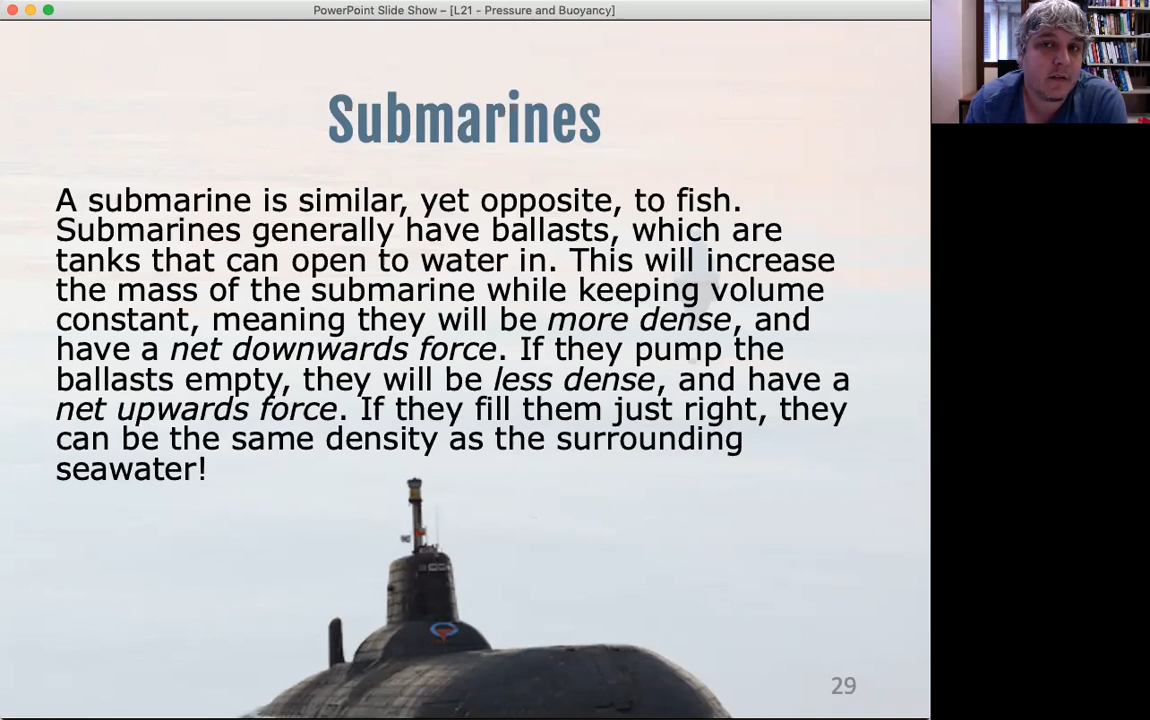 PowerPoint Slide Show – [L21 - Pressure and Buoyancy]
Submarines
A submarine is similar, yet opposite, to fish.
Submarines generally have ballasts, which are
tanks that can open to water in. This will increase
the mass of the submarine while keeping volume
constant, meaning they will be more dense, and
have a net downwards force. If they pump the
ballasts empty, they will be less dense, and have a
net upwards force. If they fill them just right, they
can be the same density as the surrounding
seawater!
29